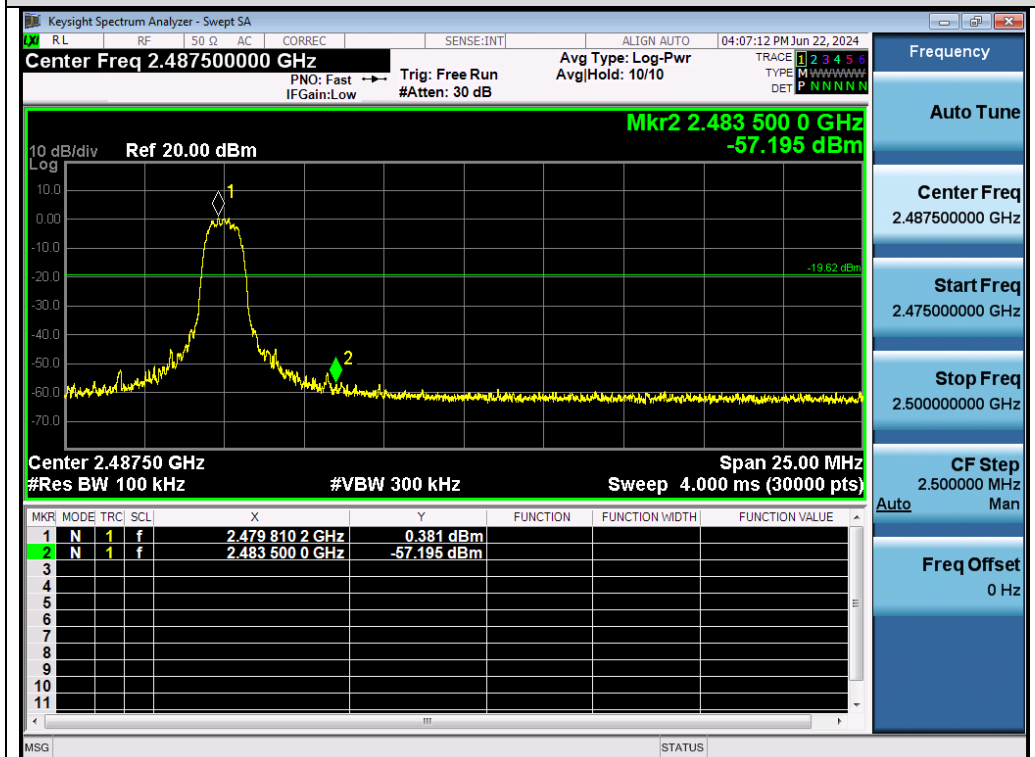 Keysight Spectrum Analyzer - Swept SA
LXI RL RF 50 Ω AC CORREC SENSE:INT ALIGN AUTO 04:07:12 PM Jun 22, 2024
Center Freq 2.487500000 GHz
PNO: Fast
IFGain:Low
Trig: Free Run
#Atten: 30 dB
Avg Type: Log-Pwr
Avg|Hold: 10/10
TRACE 1 2 3 4 5 6
TYPE M WWWWW
DET P N N N N N
Mkr2 2.483 500 0 GHz
-57.195 dBm
10 dB/div Ref 20.00 dBm
Log
10.0
0.00
-10.0
-20.0
-30.0
-40.0
-50.0
-60.0
-70.0
1
-19.62 dBm
2
Center 2.48750 GHz Span 25.00 MHz
#Res BW 100 kHz #VBW 300 kHz Sweep 4.000 ms (30000 pts)
MKR MODE TRC SCL X Y FUNCTION FUNCTION WIDTH FUNCTION VALUE
1 N 1 f 2.479 810 2 GHz 0.381 dBm
2 N 1 f 2.483 500 0 GHz -57.195 dBm
3
4
5
6
7
8
9
10
11
MSG STATUS
Frequency
Auto Tune
Center Freq
2.487500000 GHz
Start Freq
2.475000000 GHz
Stop Freq
2.500000000 GHz
CF Step
2.500000 MHz
Auto Man
Freq Offset
0 Hz